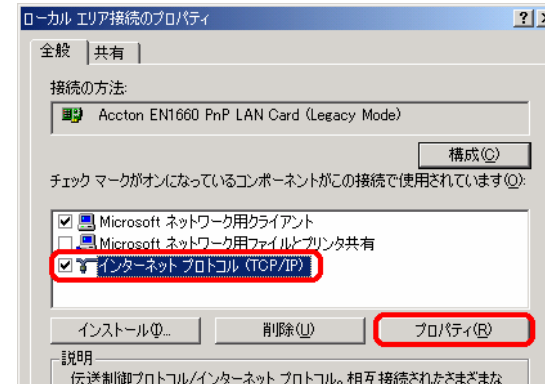 ローカル エリア接続のプロパティ
全般
共有
接続の方法:
Accton EN1660 PnP LAN Card (Legacy Mode)
構成(C)
チェック マークがオンになっているコンポーネントがこの接続で使用されています(O):
Microsoft ネットワーク用クライアント
Microsoft ネットワーク用ファイルとプリンタ共有
インターネット プロトコル (TCP/IP)
インストール(I)...
削除(U)
プロパティ(R)
説明
伝送制御プロトコル/インターネット プロトコル。相互接続されたさまざまな